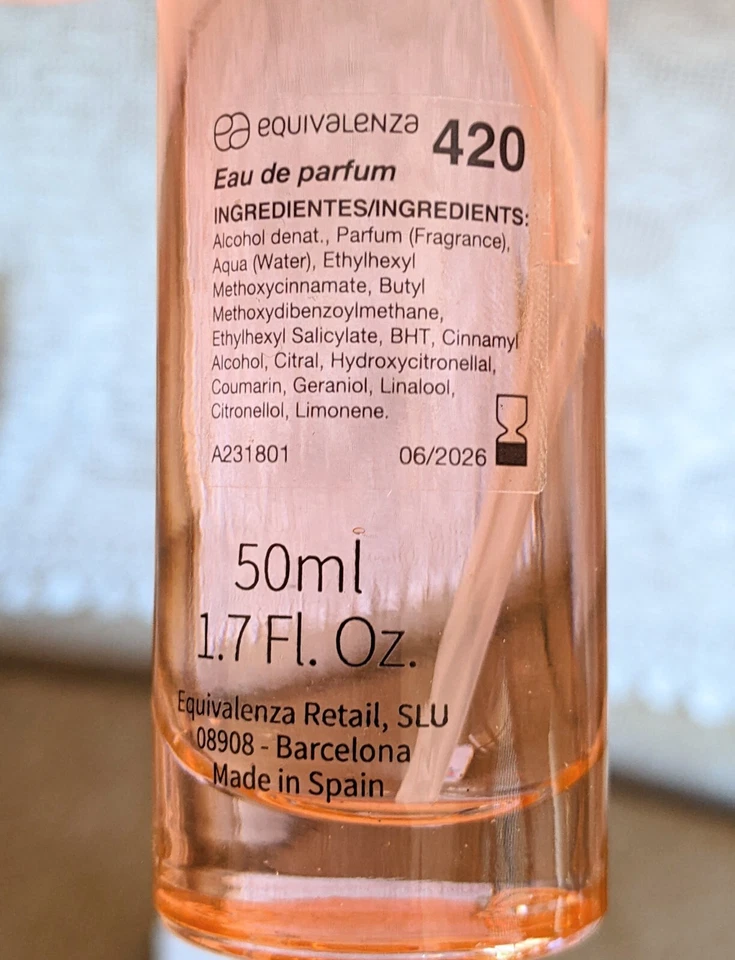 equivalenza 420
Eau de parfum
INGREDIENTES/INGREDIENTS:
Alcohol denat., Parfum (Fragrance),
Aqua (Water), Ethylhexyl
Methoxycinnamate, Butyl
Methoxydibenzoylmethane,
Ethylhexyl Salicylate, BHT, Cinnamyl
Alcohol, Citral, Hydroxycitronellal,
Coumarin, Geraniol, Linalool,
Citronellol, Limonene.
A231801 06/2026
50ml
1.7 Fl. Oz.
Equivalenza Retail, SLU
08908 - Barcelona
Made in Spain